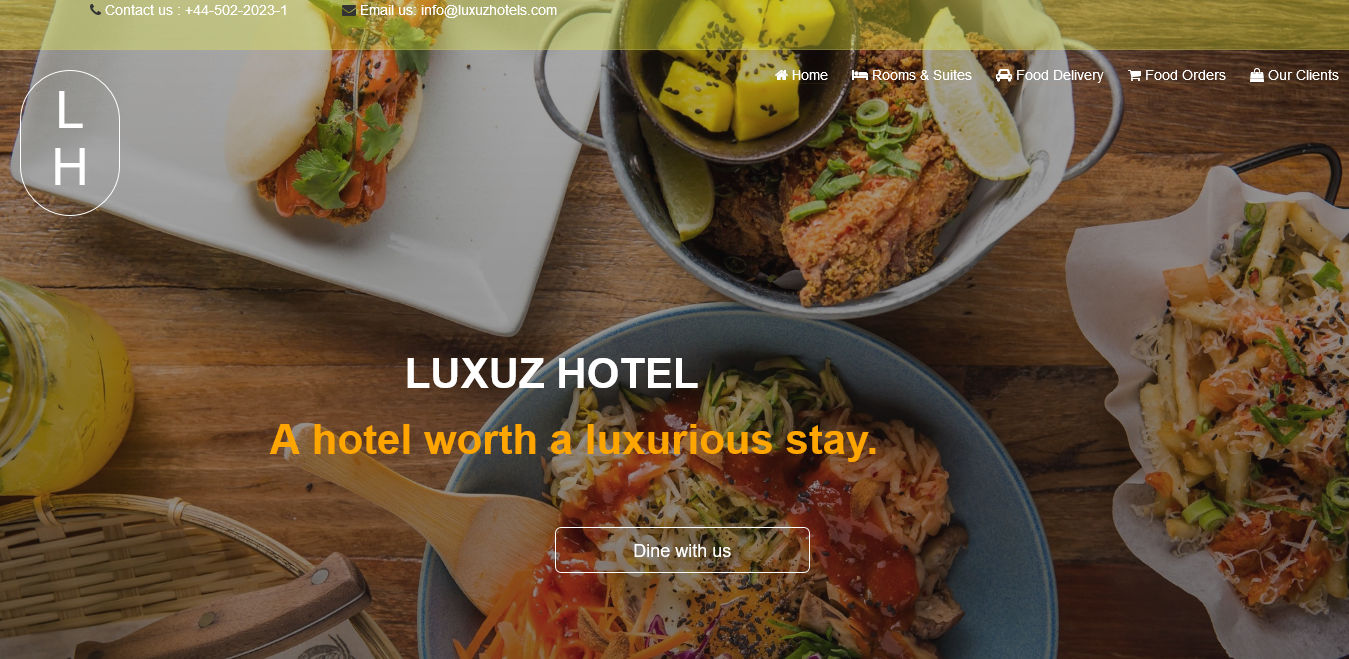 Contact us : +44-502-2023-1
Email us: info@luxuzhotels.com
Home
Rooms & Suites
Food Delivery
Food Orders
Our Clients
L
H
LUXUZ HOTEL
A hotel worth a luxurious stay.
Dine with us